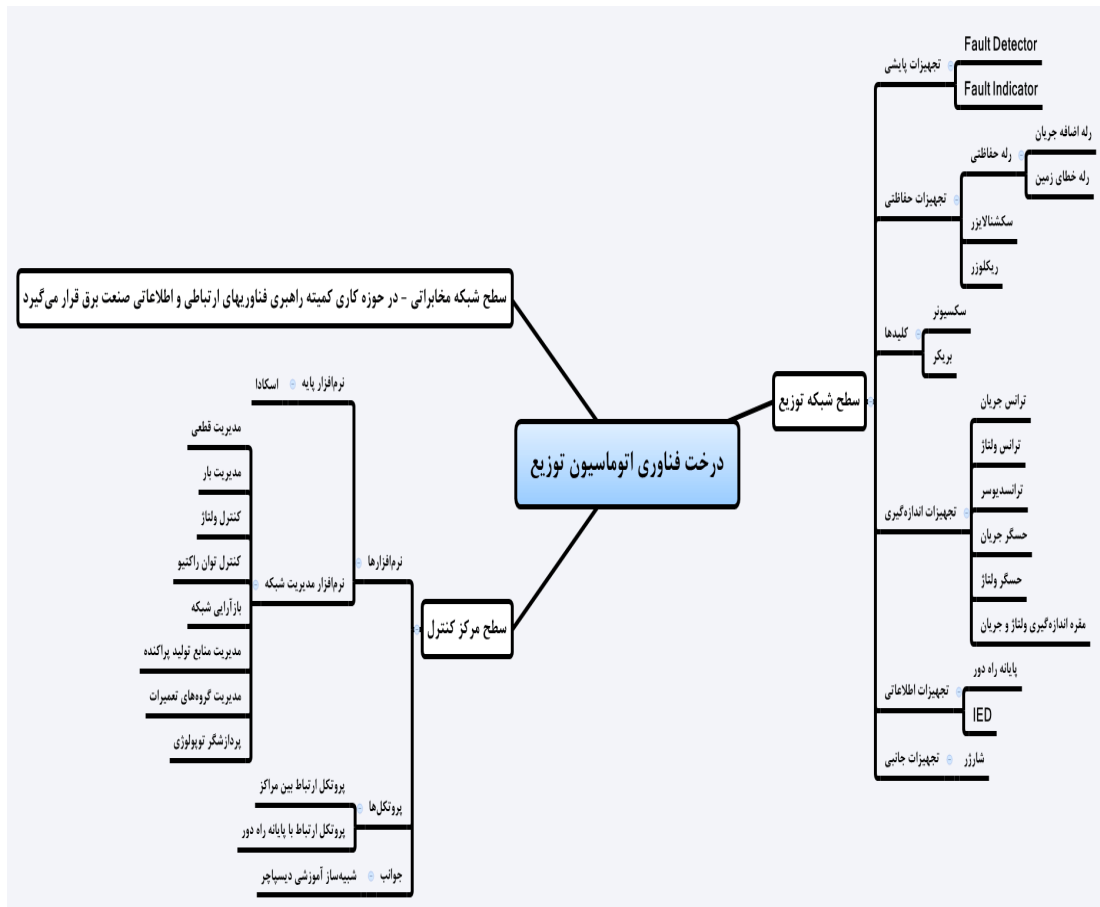 درخت فناوری اتوماسیون توزیع
سطح شبکه توزیع
تجهیزات پایشی
Fault Detector
Fault Indicator
تجهیزات حفاظتی
رله حفاظتی
رله اضافه جریان
رله خطای زمین
سکشنالایزر
ریکلوزر
کلیدها
سکسیونر
بریکر
تجهیزات اندازه‌گیری
ترانس جریان
ترانس ولتاژ
ترانسدیوسر
حسگر جریان
حسگر ولتاژ
مقره اندازه‌گیری ولتاژ و جریان
تجهیزات اطلاعاتی
پایانه راه دور
IED
تجهیزات جانبی
شارژر
سطح شبکه مخابراتی - در حوزه کاری کمیته راهبری فناوریهای ارتباطی و اطلاعاتی صنعت برق قرار می‌گیرد
سطح مرکز کنترل
نرم‌افزارها
نرم‌افزار پایه
اسکادا
نرم‌افزار مدیریت شبکه
مدیریت قطعی
مدیریت بار
کنترل ولتاژ
کنترل توان راکتیو
بازآرایی شبکه
مدیریت منابع تولید پراکنده
مدیریت گروه‌های تعمیرات
پردازشگر توپولوژی
پروتکل‌ها
پروتکل ارتباط بین مراکز
پروتکل ارتباط با پایانه راه دور
جوانب
شبیه‌ساز آموزشی دیسپاچر